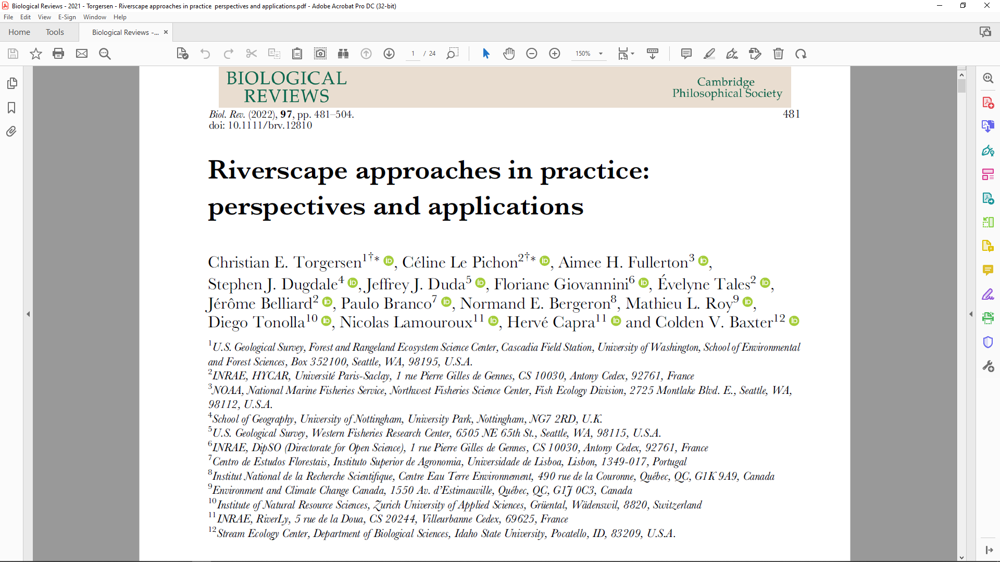 Biological Reviews - 2021 - Torgersen - Riverscape approaches in practice  perspectives and applications.pdf - Adobe Acrobat Pro DC (32-bit)
File Edit View E-Sign Window Help
Home Tools Biological Reviews -...
1 / 24 150%
BIOLOGICAL
REVIEWS
Cambridge
Philosophical Society
Biol. Rev. (2022), 97, pp. 481–504. 481
doi: 10.1111/brv.12810
Riverscape approaches in practice:
perspectives and applications
Christian E. Torgersen1†* iD, Céline Le Pichon2†* iD, Aimee H. Fullerton3 iD,
Stephen J. Dugdale4 iD, Jeffrey J. Duda5 iD, Floriane Giovannini6 iD, Évelyne Tales2 iD,
Jérôme Belliard2 iD, Paulo Branco7 iD, Normand E. Bergeron8, Mathieu L. Roy9 iD,
Diego Tonolla10 iD, Nicolas Lamouroux11 iD, Hervé Capra11 iD and Colden V. Baxter12 iD
1U.S. Geological Survey, Forest and Rangeland Ecosystem Science Center, Cascadia Field Station, University of Washington, School of Environmental
and Forest Sciences, Box 352100, Seattle, WA, 98195, U.S.A.
2INRAE, HYCAR, Université Paris-Saclay, 1 rue Pierre Gilles de Gennes, CS 10030, Antony Cedex, 92761, France
3NOAA, National Marine Fisheries Service, Northwest Fisheries Science Center, Fish Ecology Division, 2725 Montlake Blvd. E., Seattle, WA,
98112, U.S.A.
4School of Geography, University of Nottingham, University Park, Nottingham, NG7 2RD, U.K.
5U.S. Geological Survey, Western Fisheries Research Center, 6505 NE 65th St., Seattle, WA, 98115, U.S.A.
6INRAE, DipSO (Directorate for Open Science), 1 rue Pierre Gilles de Gennes, CS 10030, Antony Cedex, 92761, France
7Centro de Estudos Florestais, Instituto Superior de Agronomia, Universidade de Lisboa, Lisbon, 1349-017, Portugal
8Institut National de la Recherche Scientifique, Centre Eau Terre Environnement, 490 rue de la Couronne, Québec, QC, G1K 9A9, Canada
9Environment and Climate Change Canada, 1550 Av. d'Estimauville, Québec, QC, G1J 0C3, Canada
10Institute of Natural Resource Sciences, Zurich University of Applied Sciences, Grüental, Wädenswil, 8820, Switzerland
11INRAE, RiverLy, 5 rue de la Doua, CS 20244, Villeurbanne Cedex, 69625, France
12Stream Ecology Center, Department of Biological Sciences, Idaho State University, Pocatello, ID, 83209, U.S.A.